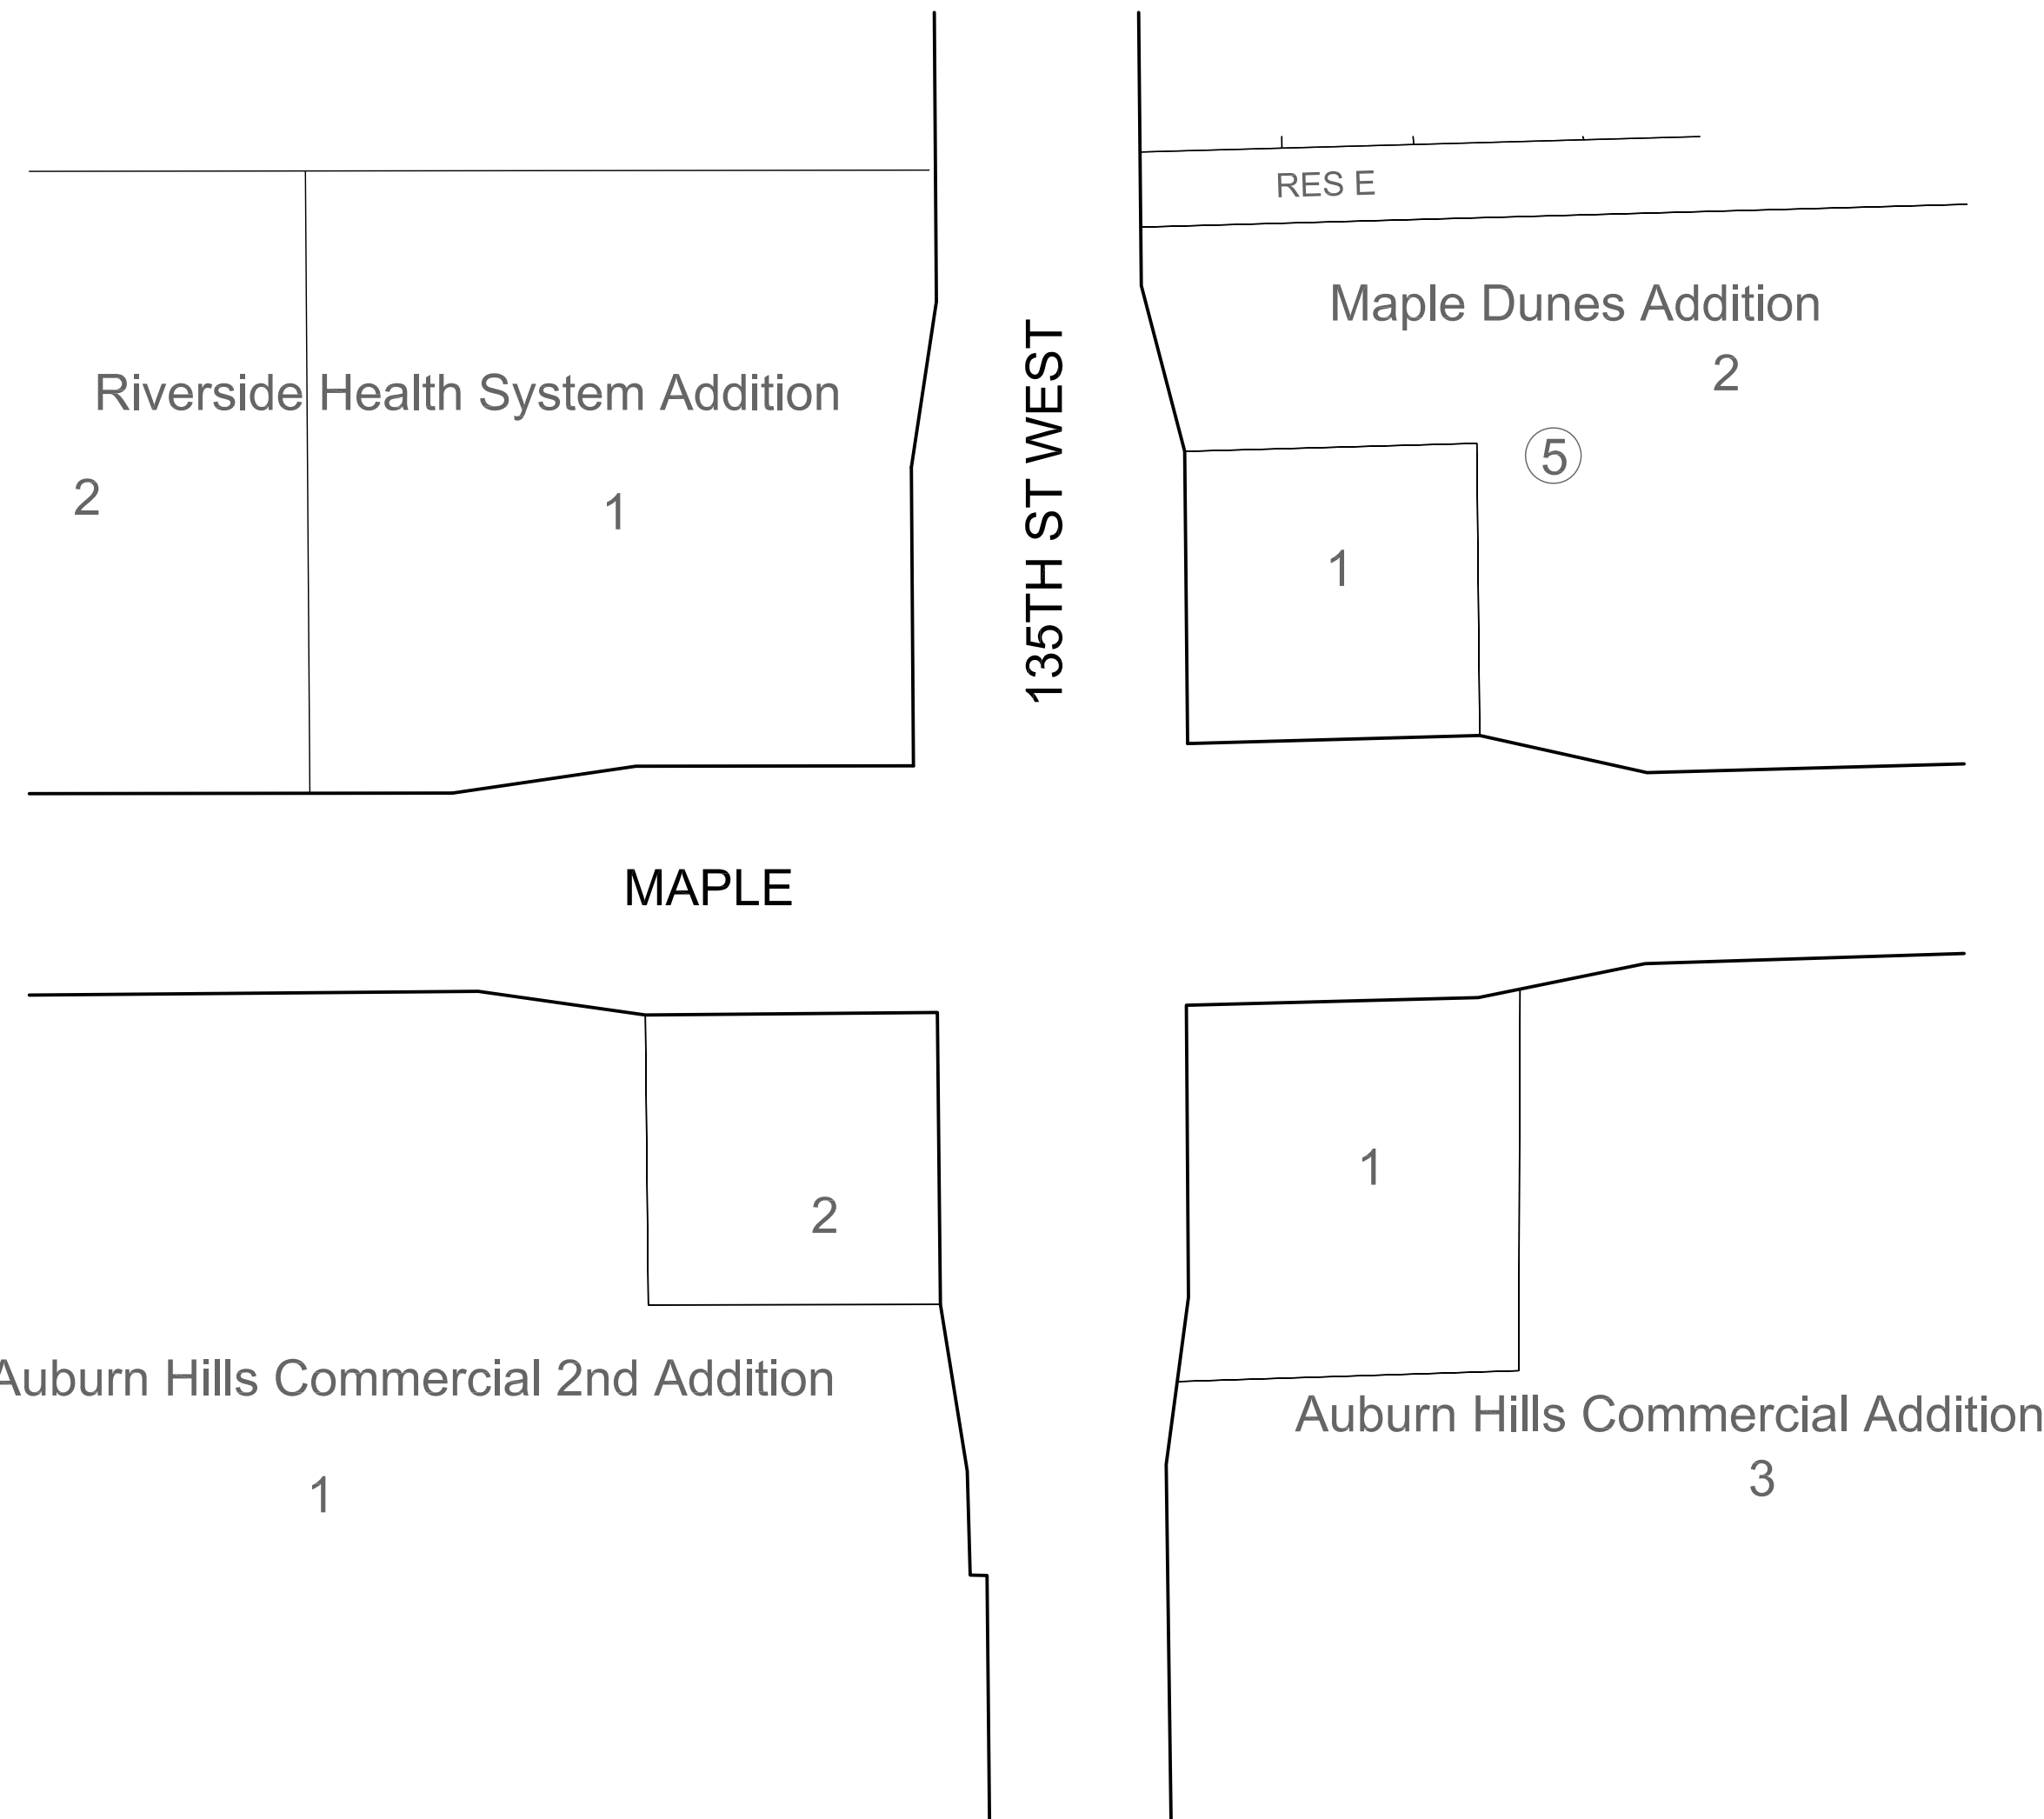 RES E
Maple Dunes Addition
2
5
1
Riverside Health System Addition
2
1
135TH ST WEST
MAPLE
2
1
Auburn Hills Commercial 2nd Addition
1
Auburn Hills Commercial Addition
3